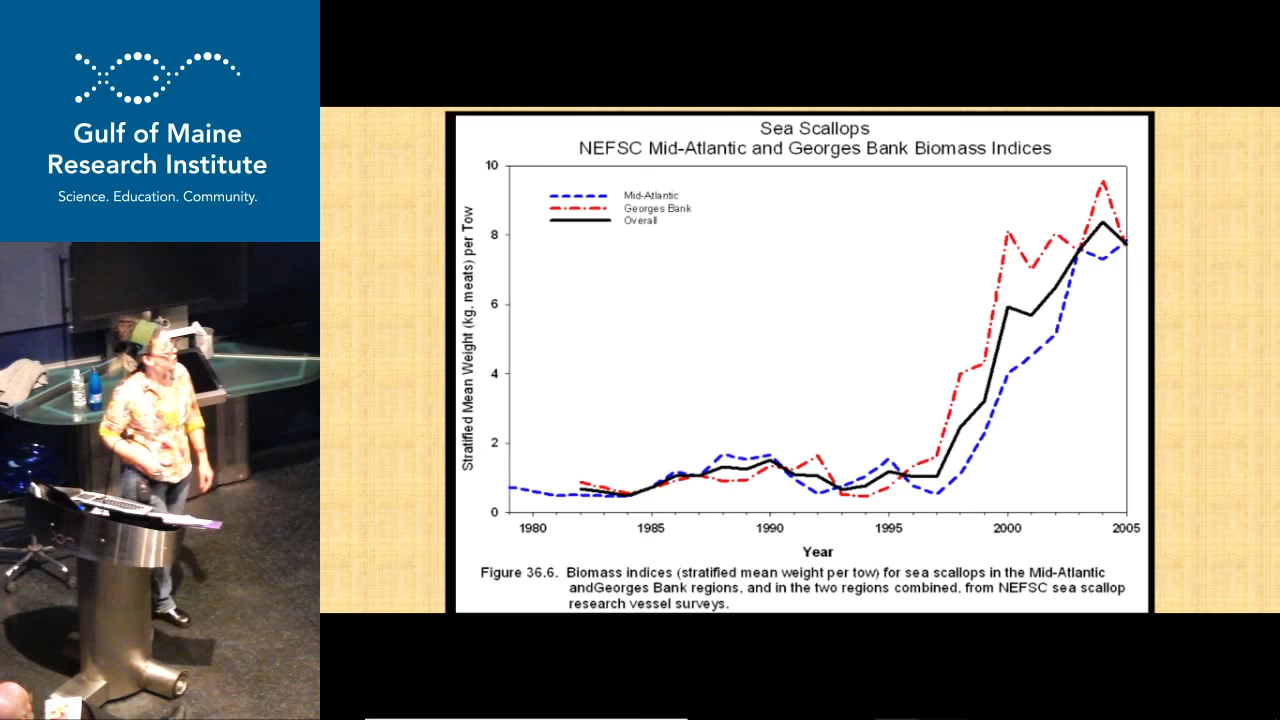 Gulf of Maine
Research Institute
Science. Education. Community.
Sea Scallops
NEFSC Mid-Atlantic and Georges Bank Biomass Indices
Stratified Mean Weight (kg, meats) per Tow
10
8
6
4
2
0
Mid-Atlantic
Georges Bank
Overall
1980 1985 1990 1995 2000 2005
Year
Figure 36.6. Biomass indices (stratified mean weight per tow) for sea scallops in the Mid-Atlantic
andGeorges Bank regions, and in the two regions combined, from NEFSC sea scallop
research vessel surveys.